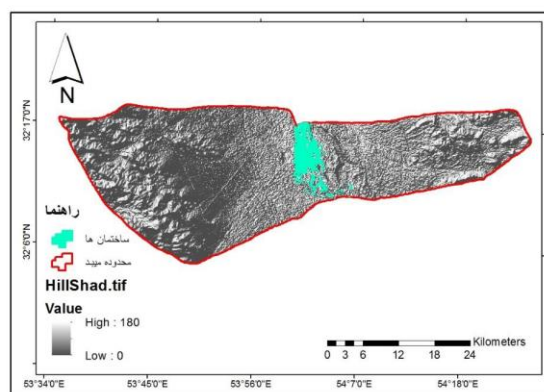 N
32°17'0"N
32°6'0"N
راهنما
ساختمان ها
محدوده میبد
HillShad.tif
Value
High : 180
Low : 0
Kilometers
0 3 6 12 18 24
53°34'0"E 53°45'0"E 53°56'0"E 54°7'0"E 54°18'0"E